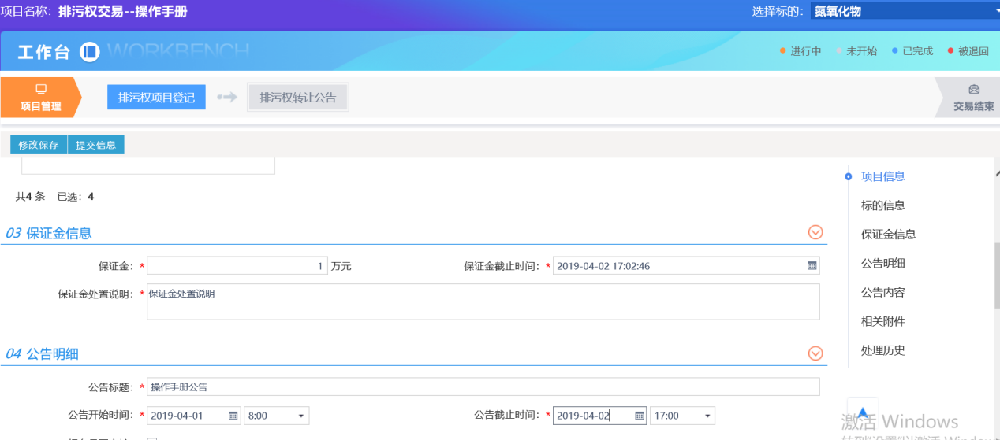 项目名称：排污权交易--操作手册 选择标的： 氮氧化物
工作台 WORKBENCH 进行中 未开始 已完成 被退回
项目管理 排污权项目登记 排污权转让公告 交易结束
修改保存 提交信息
共4 条 已选：4
03 保证金信息
保证金：* 1 万元 保证金截止时间：* 2019-04-02 17:02:46
保证金处置说明：* 保证金处置说明
04 公告明细
公告标题：* 操作手册公告
公告开始时间：* 2019-04-01 8:00 公告截止时间：* 2019-04-02 17:00
项目信息
标的信息
保证金信息
公告明细
公告内容
相关附件
处理历史
激活 Windows
转到"设置"以激活 Windows